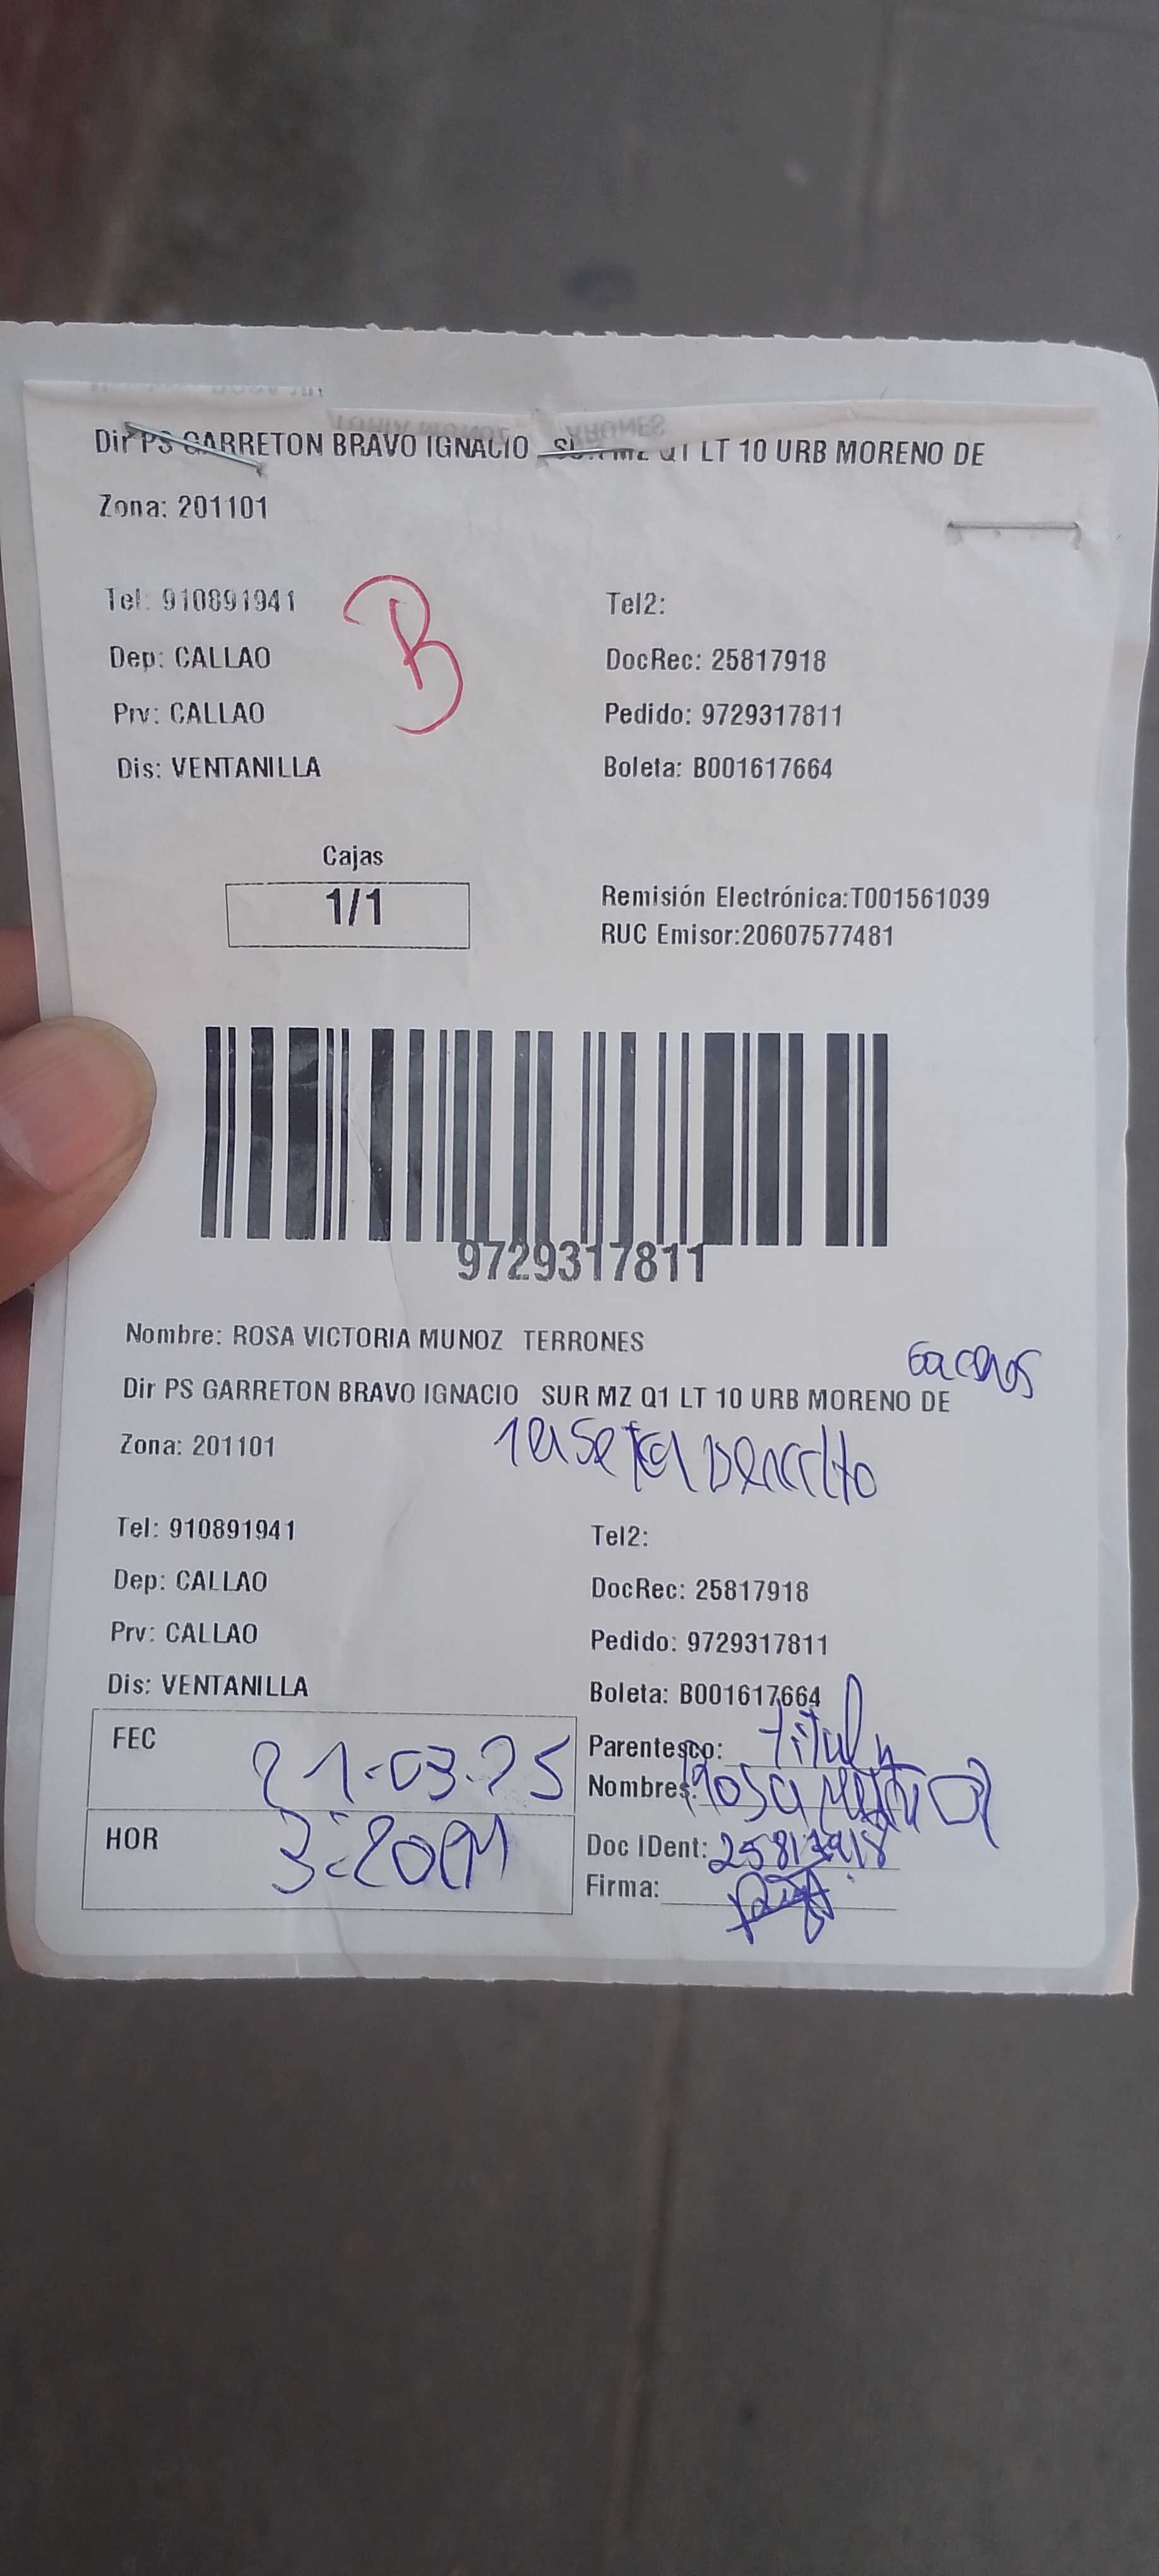 Dir PS GARRETON BRAVO IGNACIO SUR MZ Q1 LT 10 URB MORENO DE
Zona: 201101
Tel: 910891941
Tel2:
B
Dep: CALLAO
DocRec: 25817918
Prv: CALLAO
Pedido: 9729317811
Dis: VENTANILLA
Boleta: B001617664
Cajas
1/1
Remisión Electrónica:T001561039
RUC Emisor:20607577481
9729317811
Nombre: ROSA VICTORIA MUNOZ TERRONES
Dir PS GARRETON BRAVO IGNACIO SUR MZ Q1 LT 10 URB MORENO DE
Zona: 201101
Tel: 910891941
Tel2:
Dep: CALLAO
DocRec: 25817918
Prv: CALLAO
Pedido: 9729317811
Dis: VENTANILLA
Boleta: B001617664
FEC 21-03-25
Parentesco: titular
Nombres: Rosa
HOR 3:20PM
Doc IDent: 25817918
Firma: